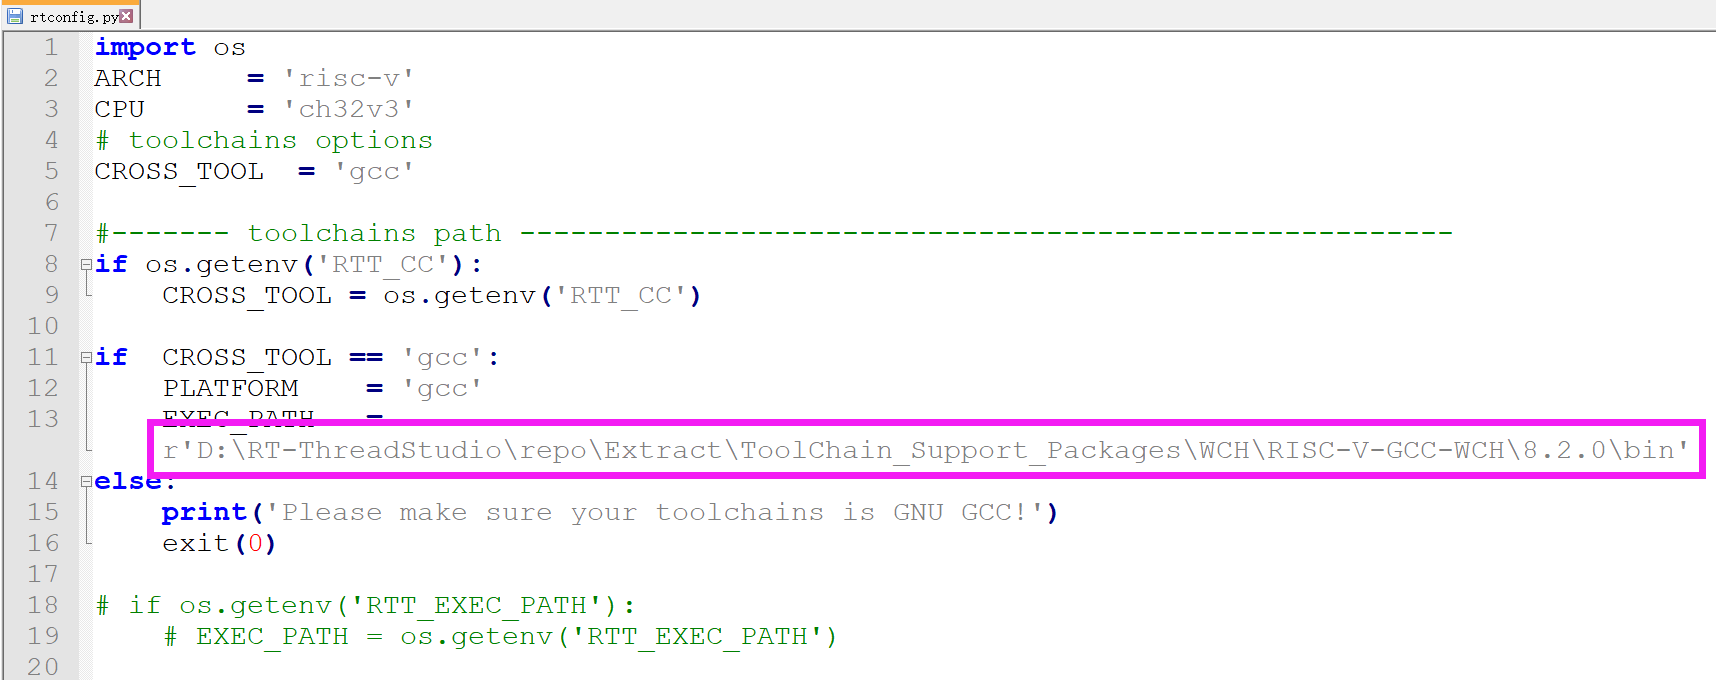 rtconfig.py
1 import os
2 ARCH      = 'risc-v'
3 CPU      = 'ch32v3'
4 # toolchains options
5 CROSS_TOOL  = 'gcc'
6
7 #------- toolchains path -------------------------------------------------------
8 if os.getenv('RTT_CC'):
9     CROSS_TOOL = os.getenv('RTT_CC')
10
11 if  CROSS_TOOL == 'gcc':
12     PLATFORM    = 'gcc'
13     EXEC_PATH   =
r'D:\RT-ThreadStudio\repo\Extract\ToolChain_Support_Packages\WCH\RISC-V-GCC-WCH\8.2.0\bin'
14 else:
15     print('Please make sure your toolchains is GNU GCC!')
16     exit(0)
17
18 # if os.getenv('RTT_EXEC_PATH'):
19     # EXEC_PATH = os.getenv('RTT_EXEC_PATH')
20